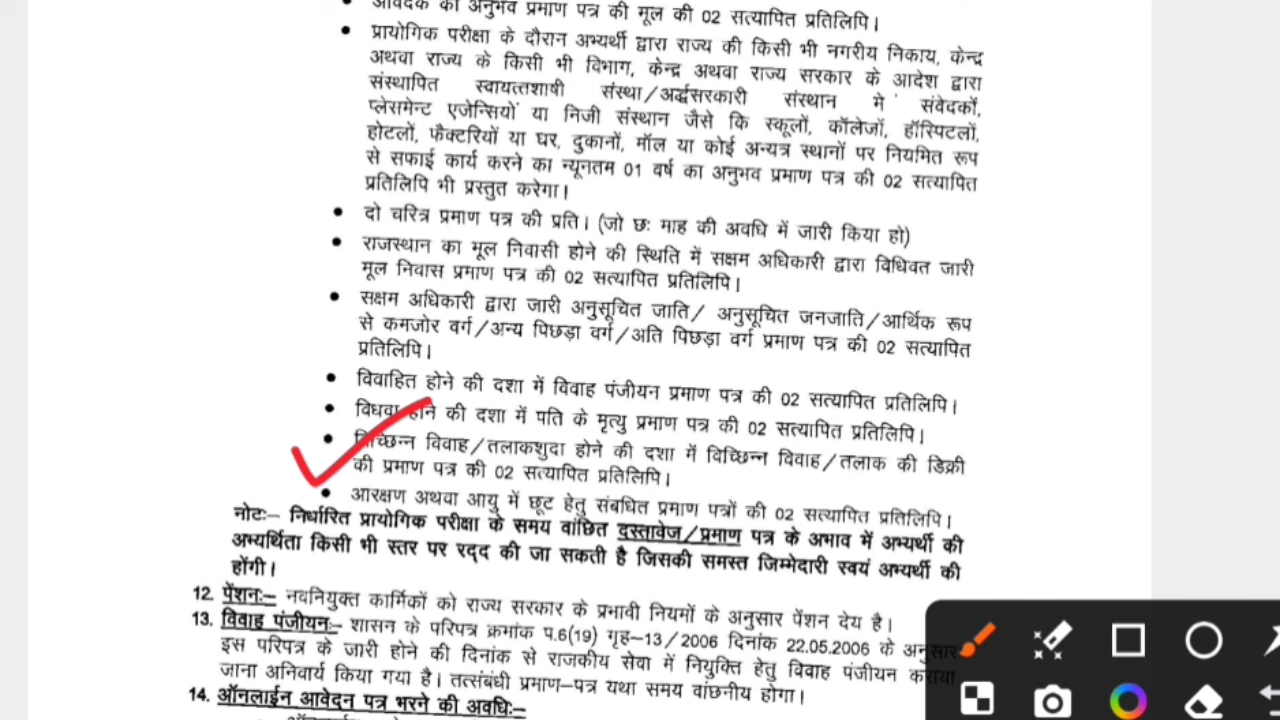 आवेदक का अनुभव प्रमाण पत्र की मूल की 02 सत्यापित प्रतिलिपि।
प्रायोगिक परीक्षा के दौरान अभ्यर्थी द्वारा राज्य की किसी भी नगरीय निकाय, केन्द्र
अथवा राज्य के किसी भी विभाग, केन्द्र अथवा राज्य सरकार के आदेश द्वारा
संस्थापित स्वायत्तशाषी संस्था/अर्द्धसरकारी संस्थान मे संवेदकों,
प्लेसमेन्ट एजेन्सियों या निजी संस्थान जैसे कि स्कूलों, कॉलेजों, हॉस्पिटलों,
होटलों, फैक्टरियों या घर, दुकानों, मॉल या कोई अन्यत्र स्थानों पर नियमित रूप
से सफाई कार्य करने का न्यूनतम 01 वर्ष का अनुभव प्रमाण पत्र की 02 सत्यापित
प्रतिलिपि भी प्रस्तुत करेगा।
दो चरित्र प्रमाण पत्र की प्रति। (जो छः माह की अवधि में जारी किया हो)
राजस्थान का मूल निवासी होने की स्थिति में सक्षम अधिकारी द्वारा विधिवत जारी
मूल निवास प्रमाण पत्र की 02 सत्यापित प्रतिलिपि।
सक्षम अधिकारी द्वारा जारी अनुसूचित जाति/ अनुसूचित जनजाति/आर्थिक रूप
से कमजोर वर्ग/अन्य पिछड़ा वर्ग/अति पिछड़ा वर्ग प्रमाण पत्र की 02 सत्यापित
प्रतिलिपि।
विवाहित होने की दशा में विवाह पंजीयन प्रमाण पत्र की 02 सत्यापित प्रतिलिपि।
विधवा होने की दशा में पति के मृत्यु प्रमाण पत्र की 02 सत्यापित प्रतिलिपि।
विच्छिन्न विवाह/तलाकशुदा होने की दशा में विच्छिन्न विवाह/तलाक की डिक्री
की प्रमाण पत्र की 02 सत्यापित प्रतिलिपि।
आरक्षण अथवा आयु में छूट हेतु संबधित प्रमाण पत्रों की 02 सत्यापित प्रतिलिपि।
नोटः– निर्धारित प्रायोगिक परीक्षा के समय वांछित दस्तावेज/प्रमाण पत्र के अभाव में अभ्यर्थी की
अभ्यर्थिता किसी भी स्तर पर रद्द की जा सकती है जिसकी समस्त जिम्मेदारी स्वयं अभ्यर्थी की
होंगी।
12. पेंशनः– नवनियुक्त कार्मिकों को राज्य सरकार के प्रभावी नियमों के अनुसार पेंशन देय है।
13. विवाह पंजीयनः– शासन के परिपत्र क्रमांक प.6(19) गृह–13/2006 दिनांक 22.05.2006 के अनुसार
इस परिपत्र के जारी होने की दिनांक से राजकीय सेवा में नियुक्ति हेतु विवाह पंजीयन कराया
जाना अनिवार्य किया गया है। तत्संबंधी प्रमाण–पत्र यथा समय वांछनीय होगा।
14. ऑनलाईन आवेदन पत्र भरने की अवधिः–